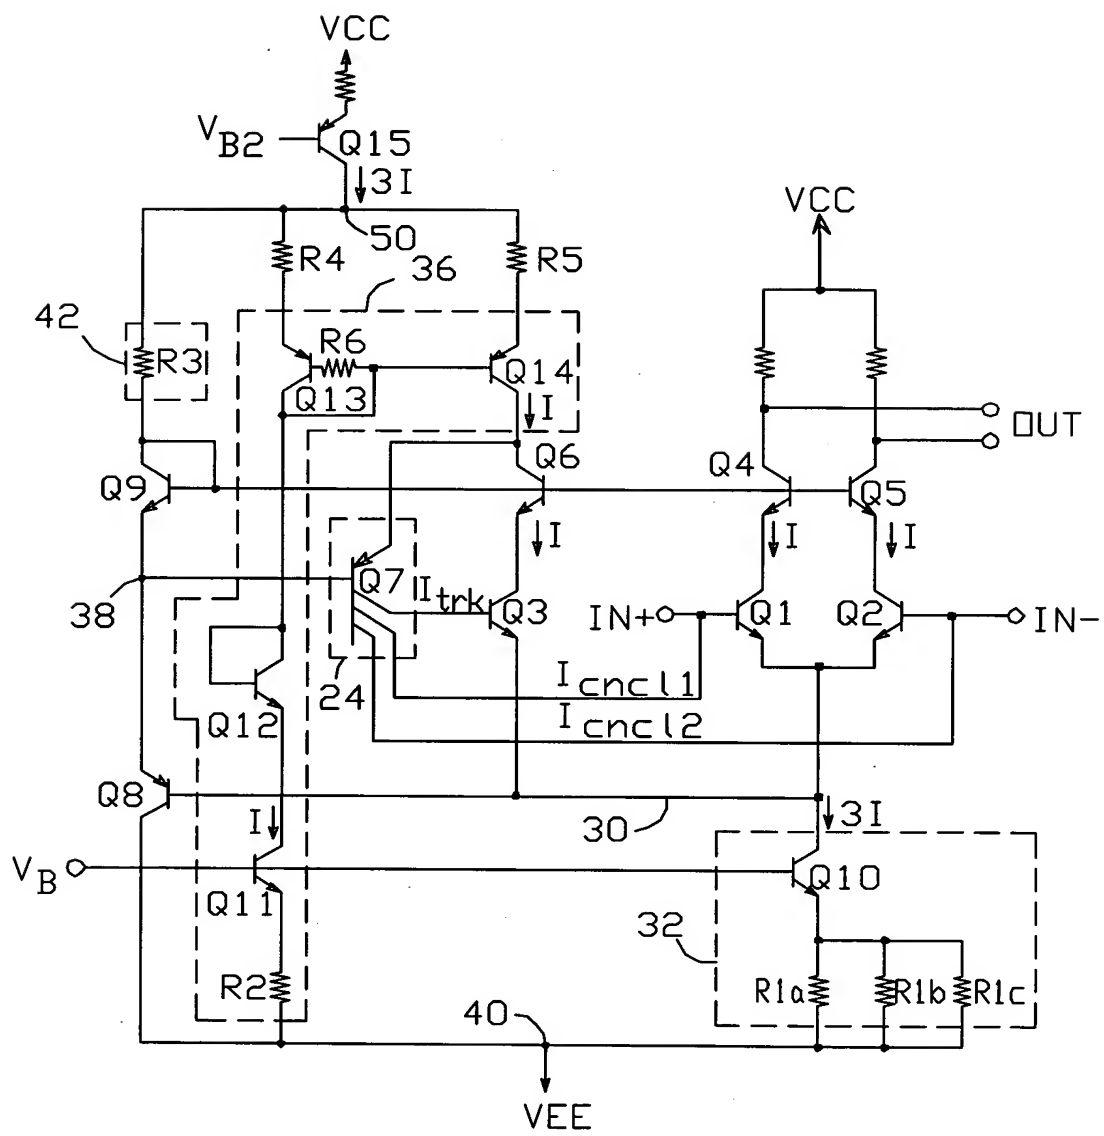 VCC
VB2
Q15
3I
50
VCC
R4
36
R5
42
R3
R6
Q13
Q14
I
OUT
Q9
Q6
Q4
Q5
I
I
I
38
Q7
Itrk
Q3
IN+
Q1
Q2
IN-
24
Icncl1
Icncl2
Q12
Q8
I
30
3I
VB
Q11
Q10
32
R2
R1a
R1b
R1c
40
VEE